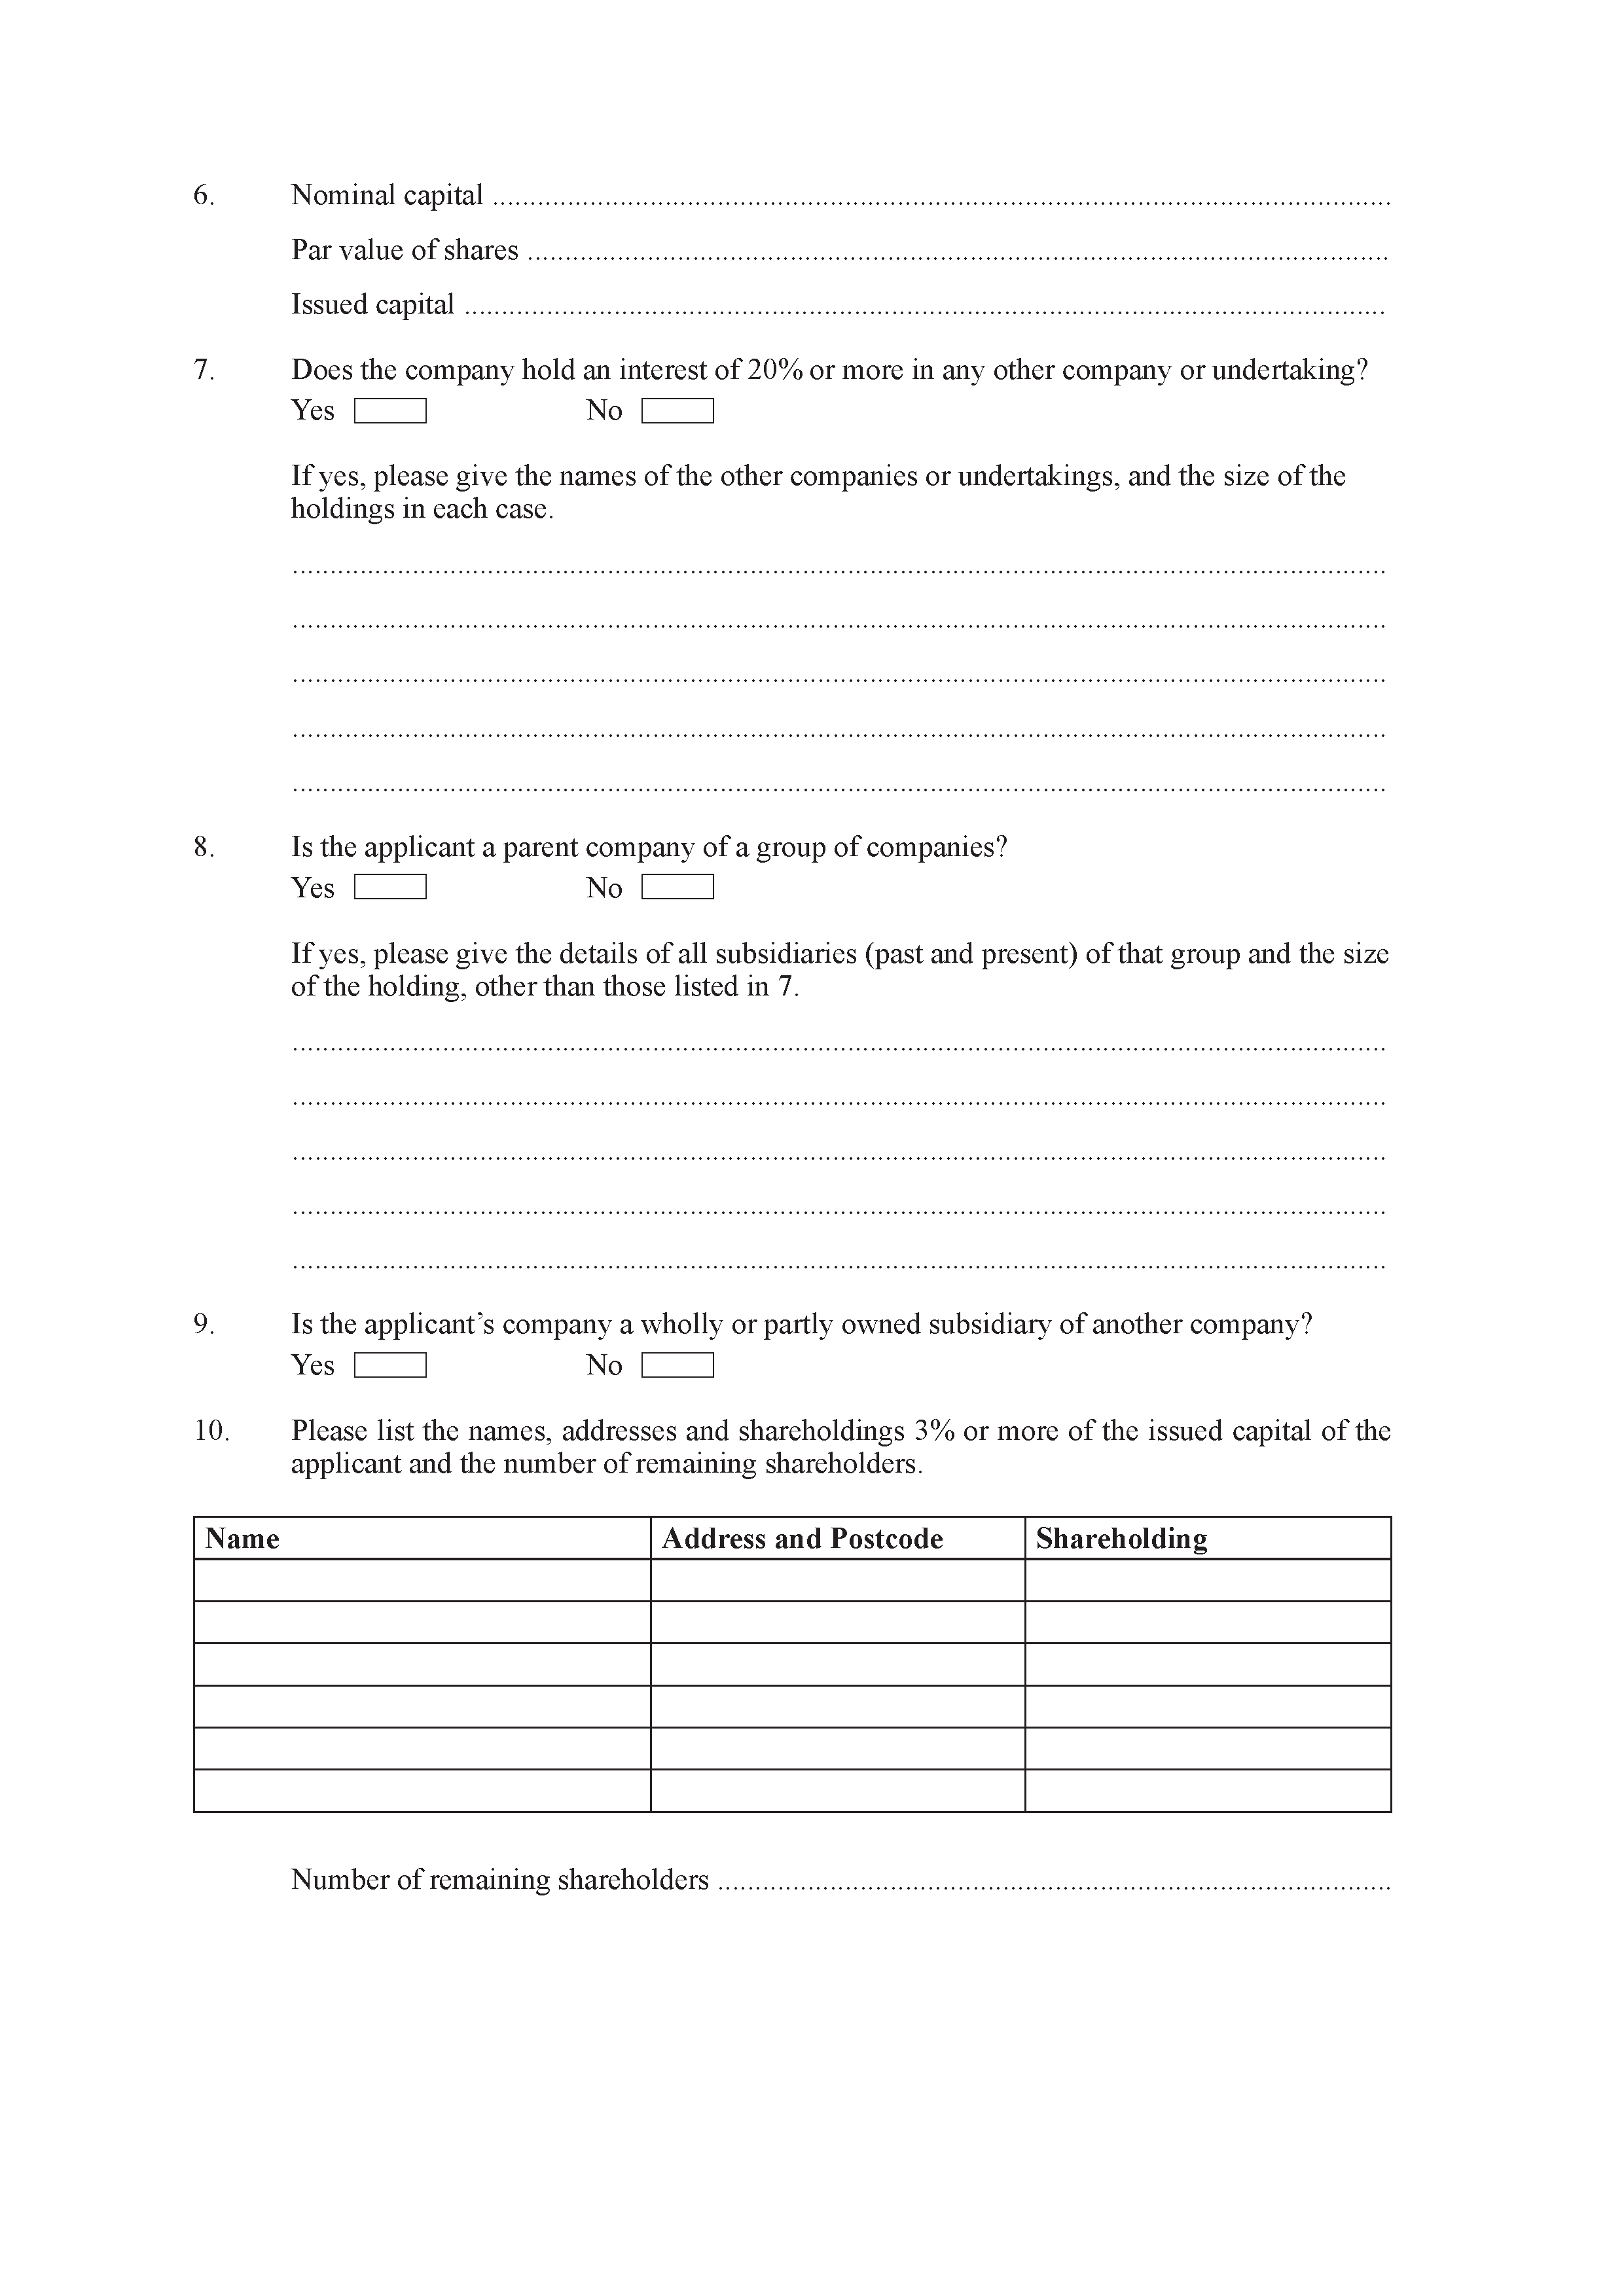 6. Nominal capital ........................................................................................................................
Par value of shares ...................................................................................................................
Issued capital ...........................................................................................................................
7. Does the company hold an interest of 20% or more in any other company or undertaking?
Yes No
If yes, please give the names of the other companies or undertakings, and the size of the
holdings in each case.
..................................................................................................................................................
..................................................................................................................................................
..................................................................................................................................................
..................................................................................................................................................
..................................................................................................................................................
8. Is the applicant a parent company of a group of companies?
Yes No
If yes, please give the details of all subsidiaries (past and present) of that group and the size
of the holding, other than those listed in 7.
..................................................................................................................................................
..................................................................................................................................................
..................................................................................................................................................
..................................................................................................................................................
..................................................................................................................................................
9. Is the applicant’s company a wholly or partly owned subsidiary of another company?
Yes No
10. Please list the names, addresses and shareholdings 3% or more of the issued capital of the
applicant and the number of remaining shareholders.
Name Address and Postcode Shareholding
Number of remaining shareholders ..........................................................................................